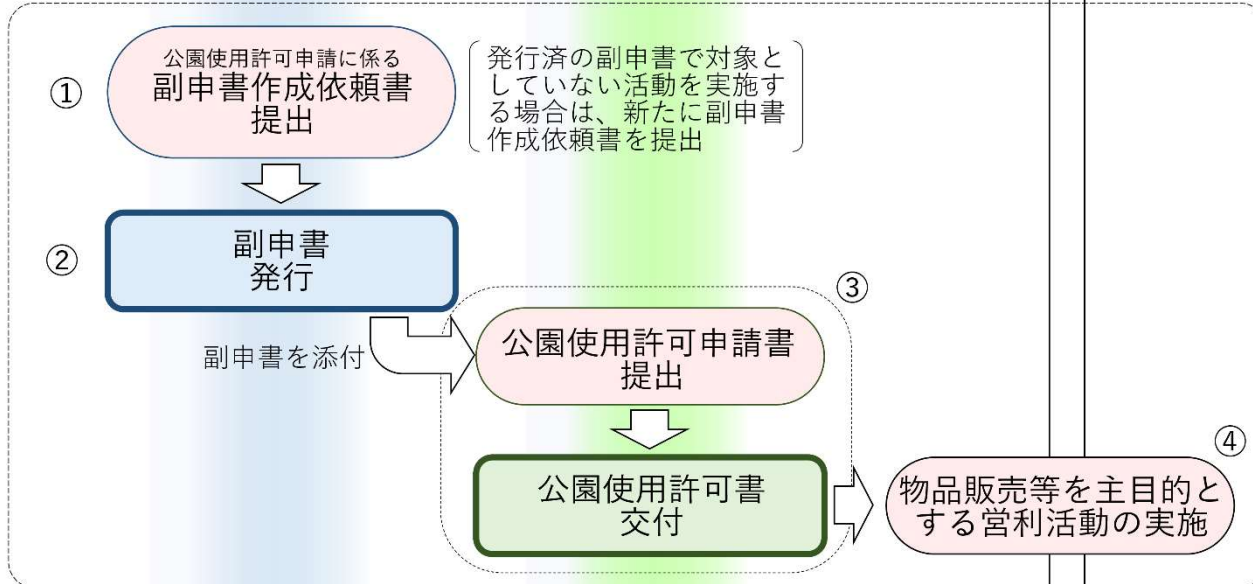 ①
公園使用許可申請に係る
副申書作成依頼書
提出
発行済の副申書で対象と
していない活動を実施す
る場合は、新たに副申書
作成依頼書を提出
②
副申書
発行
副申書を添付
③
公園使用許可申請書
提出
公園使用許可書
交付
④
物品販売等を主目的と
する営利活動の実施